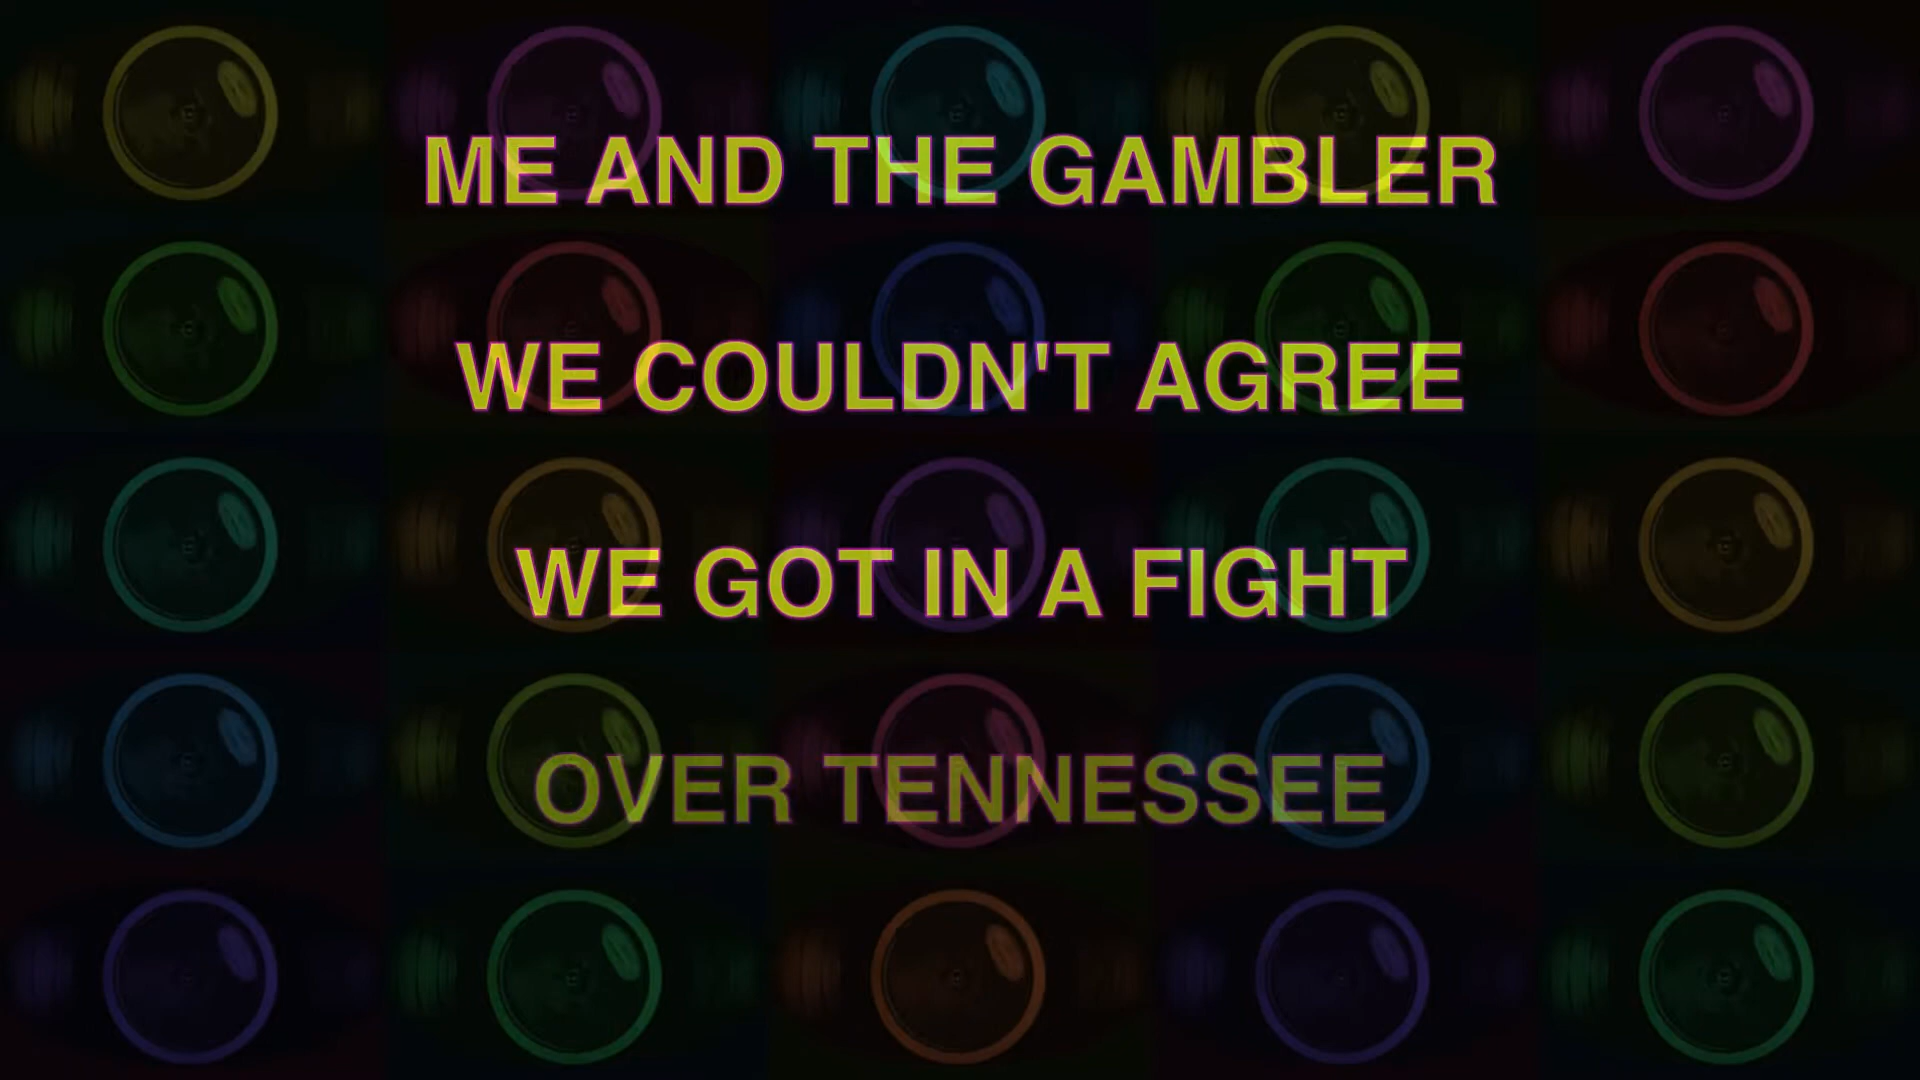 ME AND THE GAMBLER
WE COULDN'T AGREE
WE GOT IN A FIGHT
OVER TENNESSEE